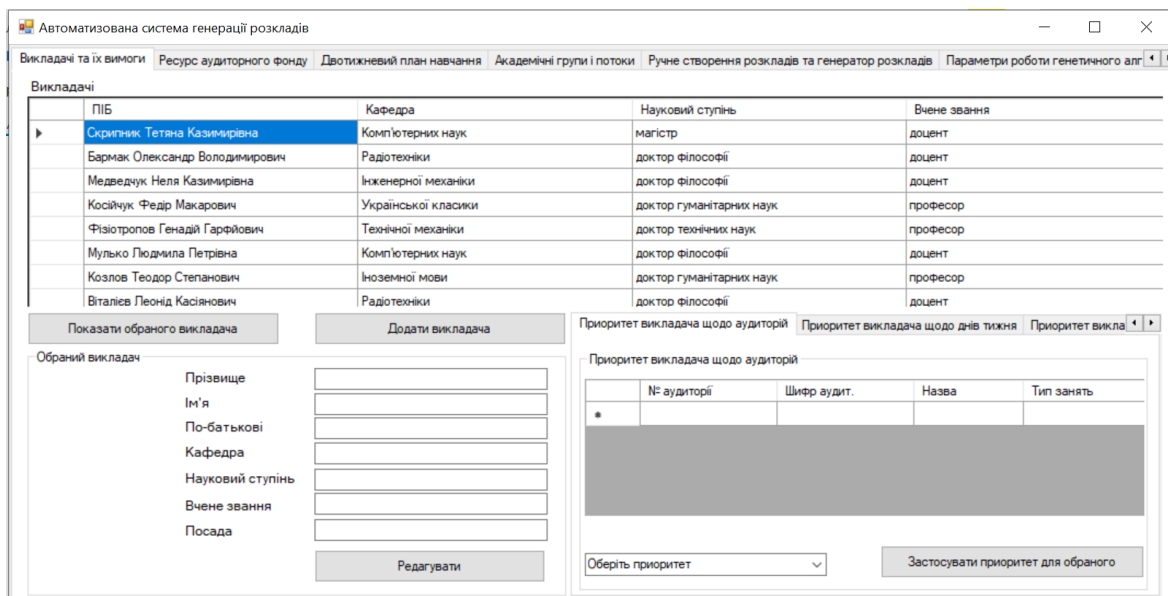 Автоматизована система генерації розкладів
Викладачі та їх вимоги Ресурс аудиторного фонду Двотижневий план навчання Академічні групи і потоки Ручне створення розкладів та генератор розкладів Параметри роботи генетичного алг
Викладачі
ПІБ Кафедра Науковий ступінь Вчене звання
Скрипник Тетяна Казимирівна Комп'ютерних наук магістр доцент
Бармак Олександр Володимирович Радіотехніки доктор філософії доцент
Медведчук Неля Казимирівна Інженерної механіки доктор філософії доцент
Косійчук Федір Макарович Української класики доктор гуманітарних наук професор
Фізіотропов Генадій Гарфйович Технічної механіки доктор технічних наук професор
Мулько Людмила Петрівна Комп'ютерних наук доктор філософії доцент
Козлов Теодор Степанович Іноземної мови доктор гуманітарних наук професор
Віталієв Леонід Касіянович Радіотехніки доктор філософії доцент
Показати обраного викладача Додати викладача
Приоритет викладача щодо аудиторій Приоритет викладача щодо днів тижня Приоритет викла
Обраний викладач
Прізвище
Ім'я
По-батькові
Кафедра
Науковий ступінь
Вчене звання
Посада
Редагувати
Приоритет викладача щодо аудиторій
№ аудиторії Шифр аудит. Назва Тип занять
Оберіть приоритет Застосувати приоритет для обраного